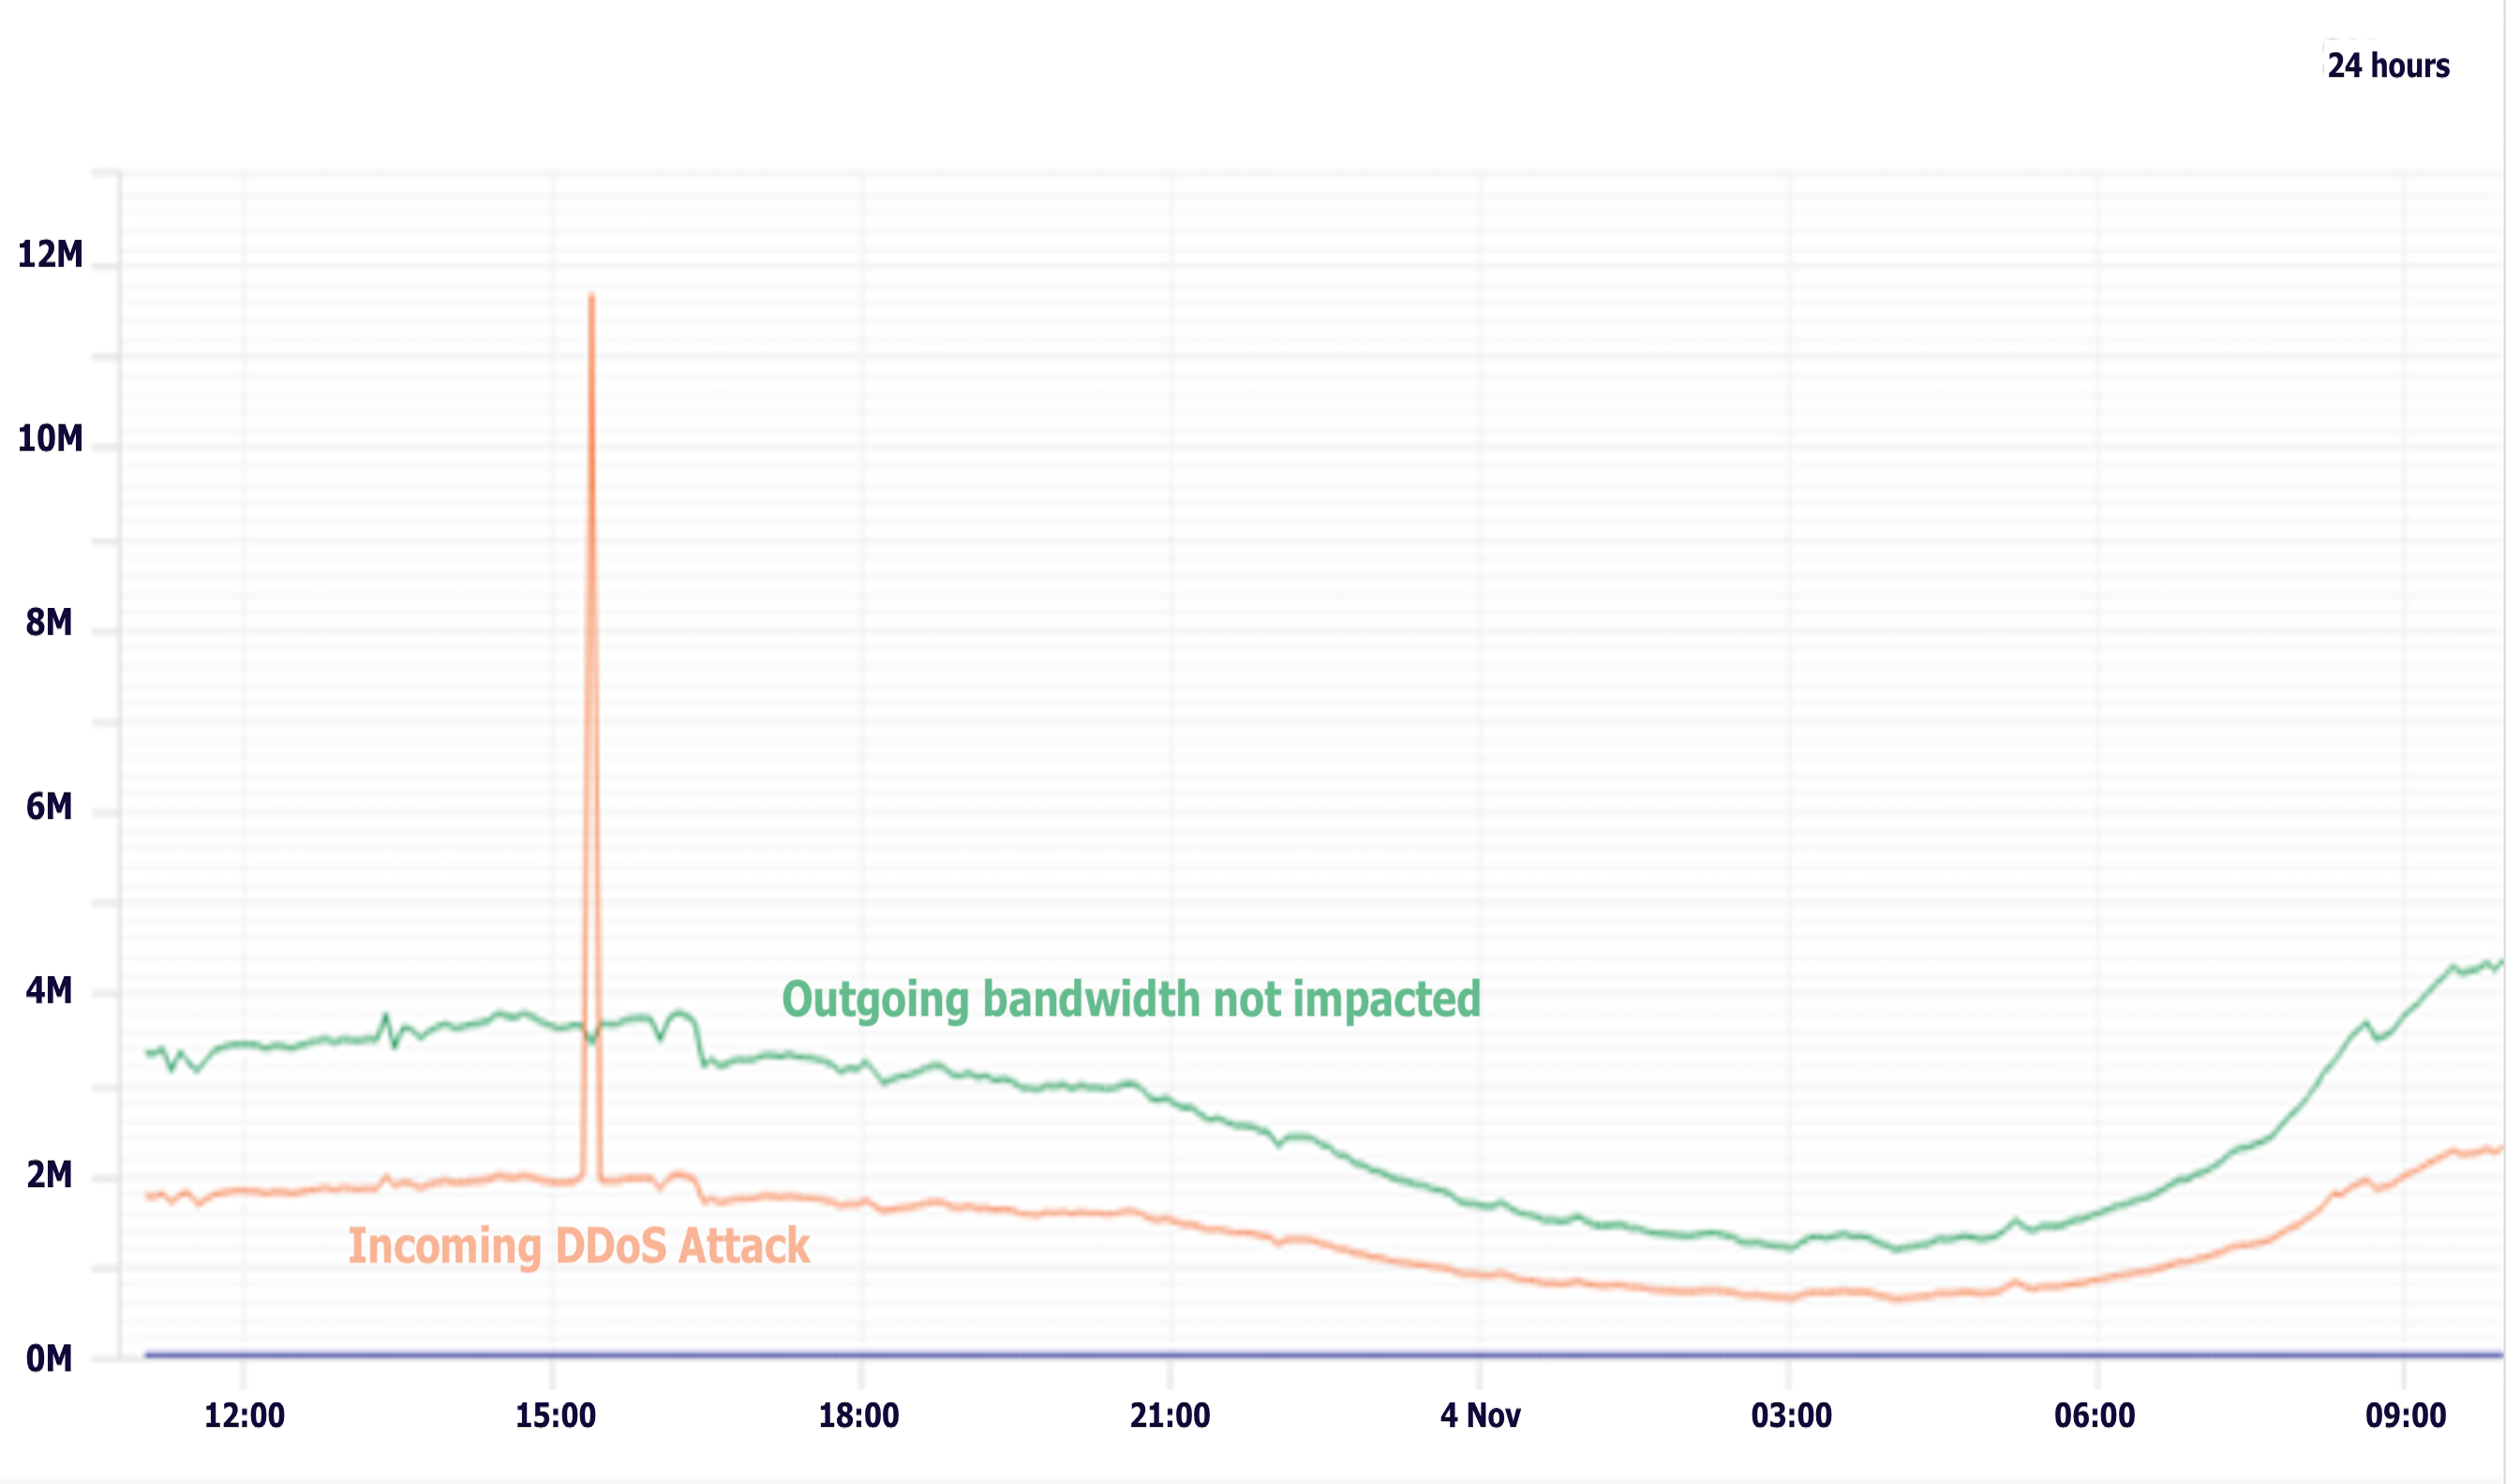 24 hours
12M
10M
8M
6M
4M
Outgoing bandwidth not impacted
2M
Incoming DDoS Attack
0M
12:00 15:00 18:00 21:00 4 Nov 03:00 06:00 09:00